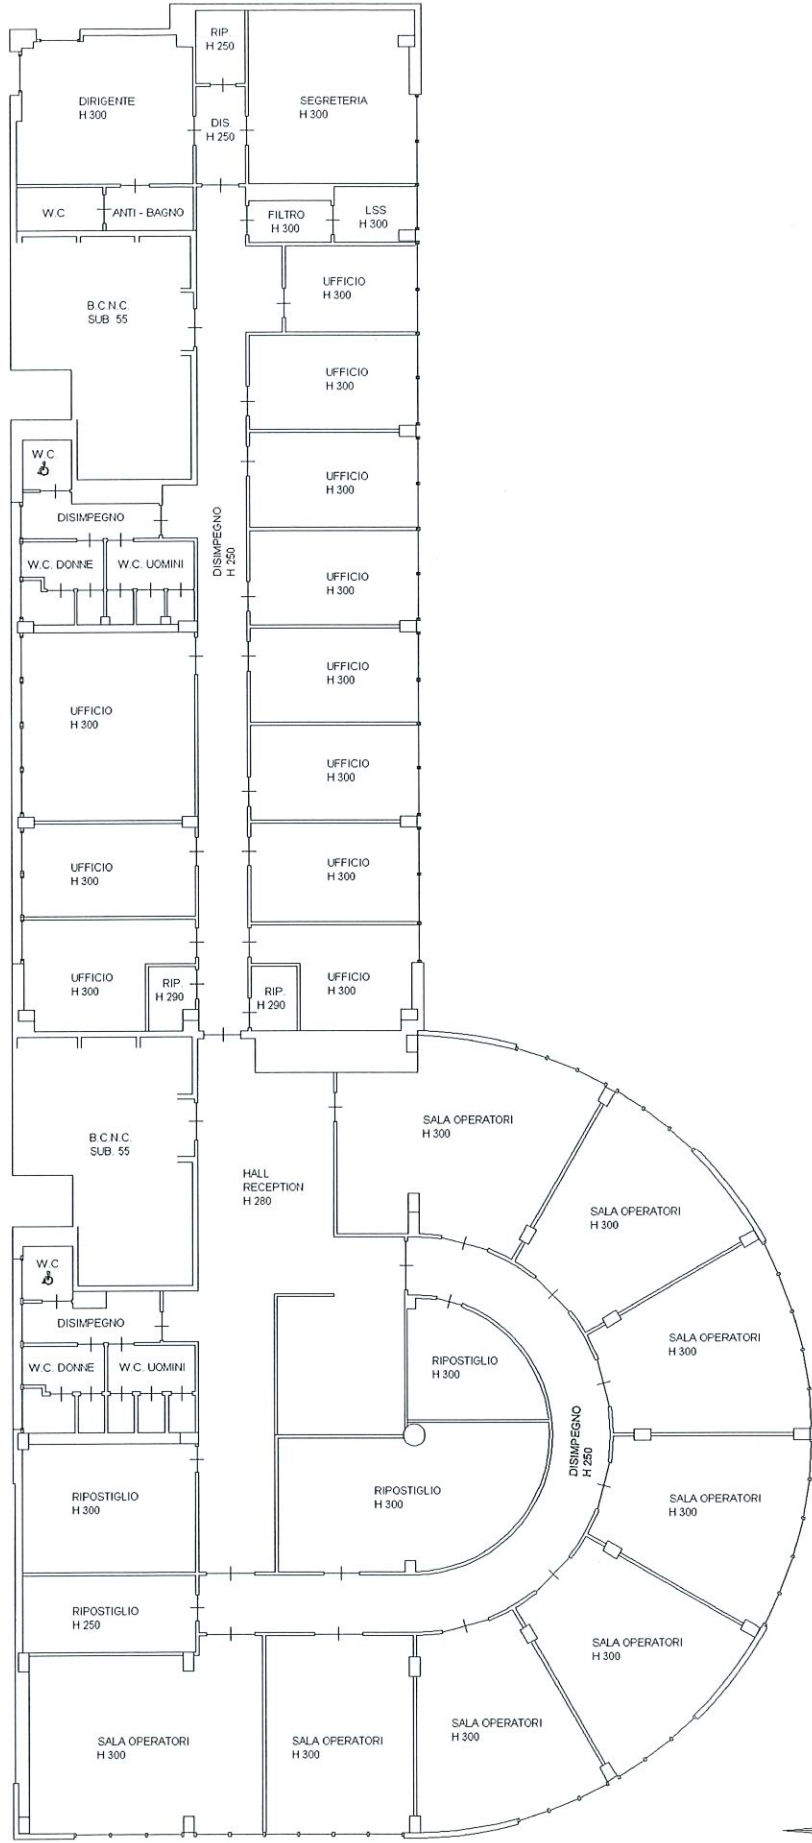 RIP.
H 250
DIRIGENTE
H 300
SEGRETERIA
H 300
DIS.
H 250
W.C
ANTI - BAGNO
FILTRO
H 300
LSS
H 300
UFFICIO
H 300
B.C.N.C.
SUB 55
UFFICIO
H 300
W.C.
UFFICIO
H 300
DISIMPEGNO
DISIMPEGNO
H 250
W.C. DONNE
W.C. UOMINI
UFFICIO
H 300
UFFICIO
H 300
UFFICIO
H 300
UFFICIO
H 300
UFFICIO
H 300
UFFICIO
H 300
UFFICIO
H 300
RIP.
H 290
RIP.
H 290
UFFICIO
H 300
SALA OPERATORI
H 300
B.C.N.C.
SUB. 55
HALL
RECEPTION
H 280
SALA OPERATORI
H 300
W.C
DISIMPEGNO
SALA OPERATORI
H 300
W.C. DONNE
W.C. UOMINI
RIPOSTIGLIO
H 300
DISIMPEGNO
H 250
RIPOSTIGLIO
H 300
RIPOSTIGLIO
H 300
SALA OPERATORI
H 300
RIPOSTIGLIO
H 250
SALA OPERATORI
H 300
SALA OPERATORI
H 300
SALA OPERATORI
H 300
SALA OPERATORI
H 300